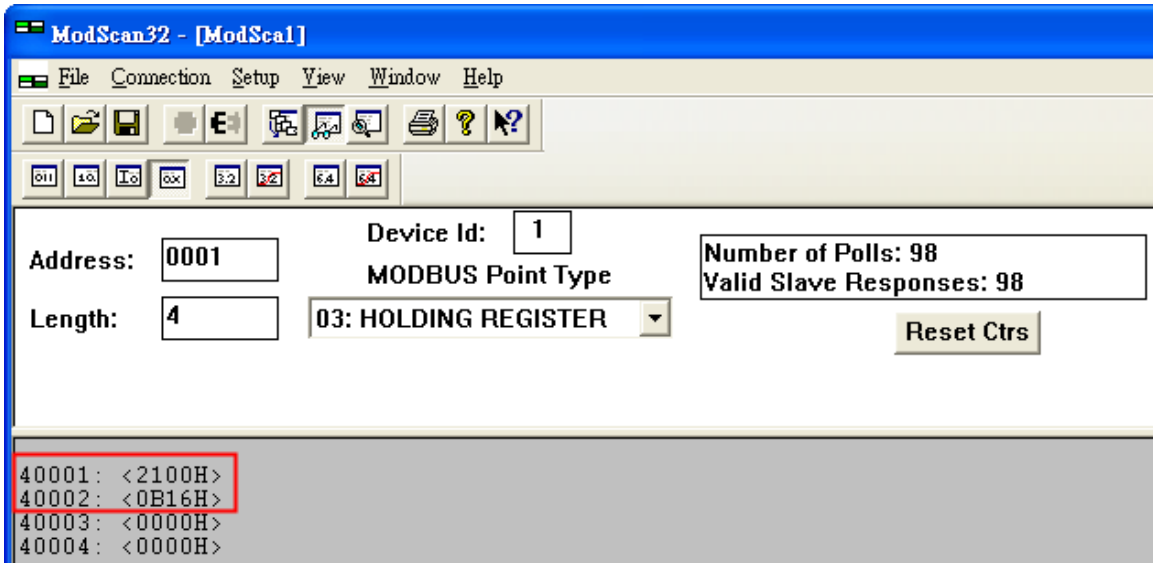 ModScan32 - [ModSca1]
File Connection Setup View Window Help
Address: 0001
Device Id: 1
MODBUS Point Type
Length: 4
03: HOLDING REGISTER
Number of Polls: 98
Valid Slave Responses: 98
Reset Ctrs
40001: <2100H>
40002: <0B16H>
40003: <0000H>
40004: <0000H>